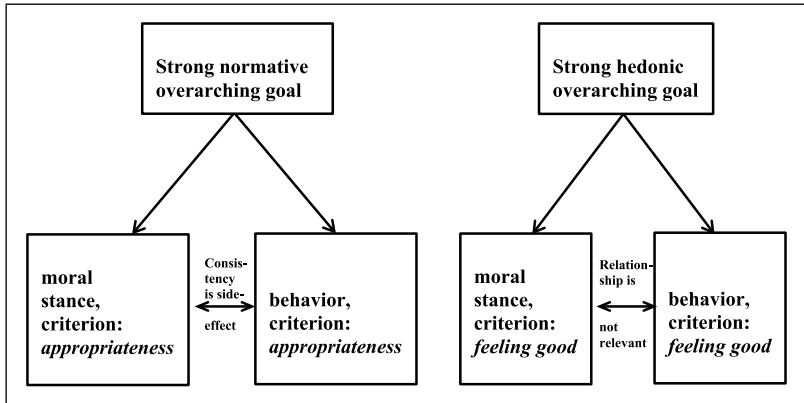 Strong normative
overarching goal
Strong hedonic
overarching goal
moral
stance,
criterion:
appropriateness
Consis-
tency
is side-
effect
behavior,
criterion:
appropriateness
moral
stance,
criterion:
feeling good
Relation-
ship is
not
relevant
behavior,
criterion:
feeling good